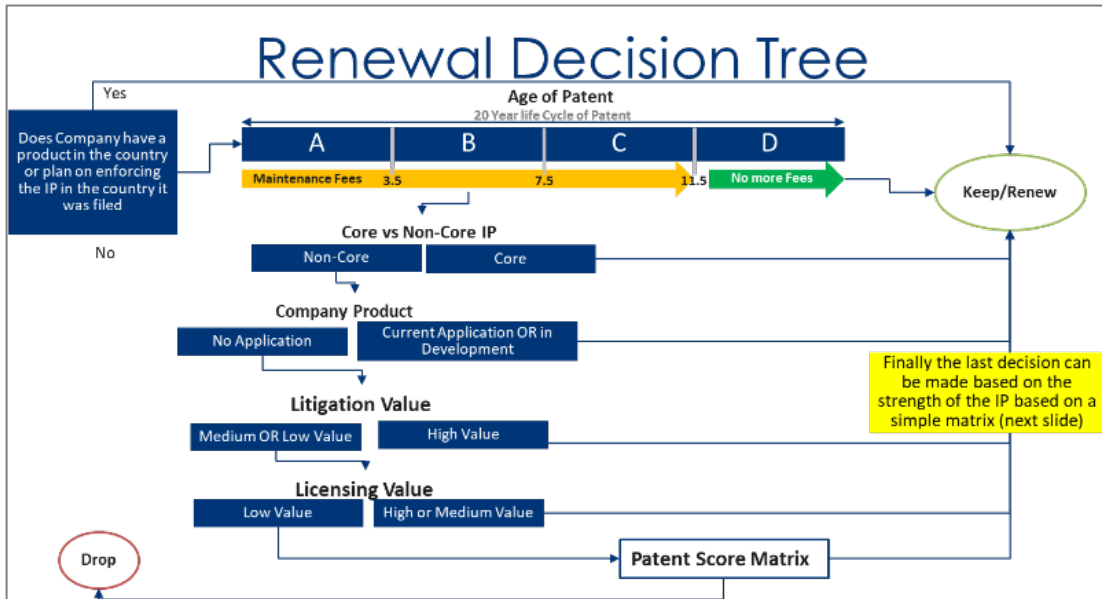 Renewal Decision Tree
Yes
Age of Patent
20 Year life Cycle of Patent
Does Company have a
product in the country
or plan on enforcing
the IP in the country it
was filed
A
B
C
D
Maintenance Fees
3.5
7.5
11.5
No more Fees
Keep/Renew
No
Core vs Non-Core IP
Non-Core
Core
Company Product
No Application
Current Application OR in
Development
Finally the last decision can
be made based on the
strength of the IP based on a
simple matrix (next slide)
Litigation Value
Medium OR Low Value
High Value
Licensing Value
Low Value
High or Medium Value
Drop
Patent Score Matrix